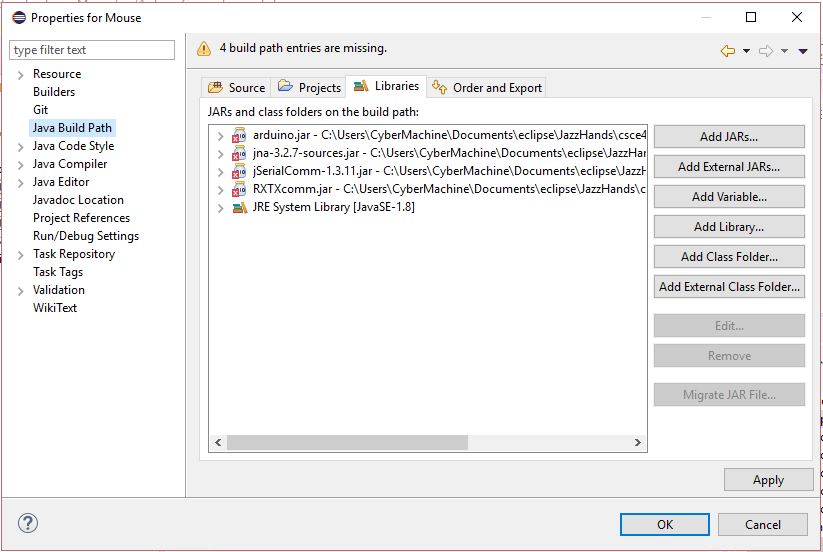 Properties for Mouse
type filter text
4 build path entries are missing.
Resource
Builders
Git
Java Build Path
Java Code Style
Java Compiler
Java Editor
Javadoc Location
Project References
Run/Debug Settings
Task Repository
Task Tags
Validation
WikiText
Source
Projects
Libraries
Order and Export
JARs and class folders on the build path:
arduino.jar - C:\Users\CyberMachine\Documents\eclipse\JazzHands\csce4
jna-3.2.7-sources.jar - C:\Users\CyberMachine\Documents\eclipse\JazzHar
jSerialComm-1.3.11.jar - C:\Users\CyberMachine\Documents\eclipse\JazzHa
RXTXcomm.jar - C:\Users\CyberMachine\Documents\eclipse\JazzHands\c
JRE System Library [JavaSE-1.8]
Add JARs...
Add External JARs...
Add Variable...
Add Library...
Add Class Folder...
Add External Class Folder...
Edit...
Remove
Migrate JAR File...
Apply
?
OK
Cancel